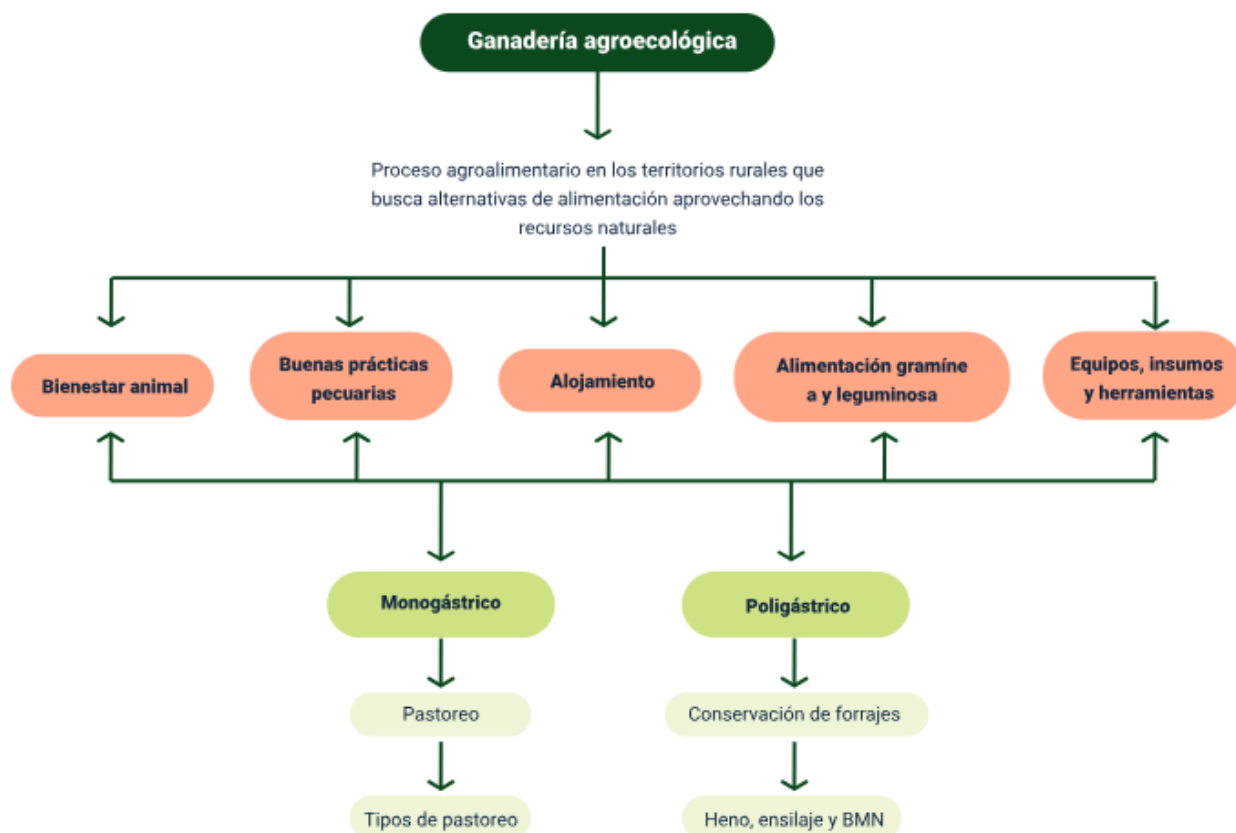 Ganadería agroecológica
Proceso agroalimentario en los territorios rurales que
busca alternativas de alimentación aprovechando los
recursos naturales
Bienestar animal
Buenas prácticas
pecuarias
Alojamiento
Alimentación gramíne
a y leguminosa
Equipos, insumos
y herramientas
Monogástrico
Poligástrico
Pastoreo
Conservación de forrajes
Tipos de pastoreo
Heno, ensilaje y BMN